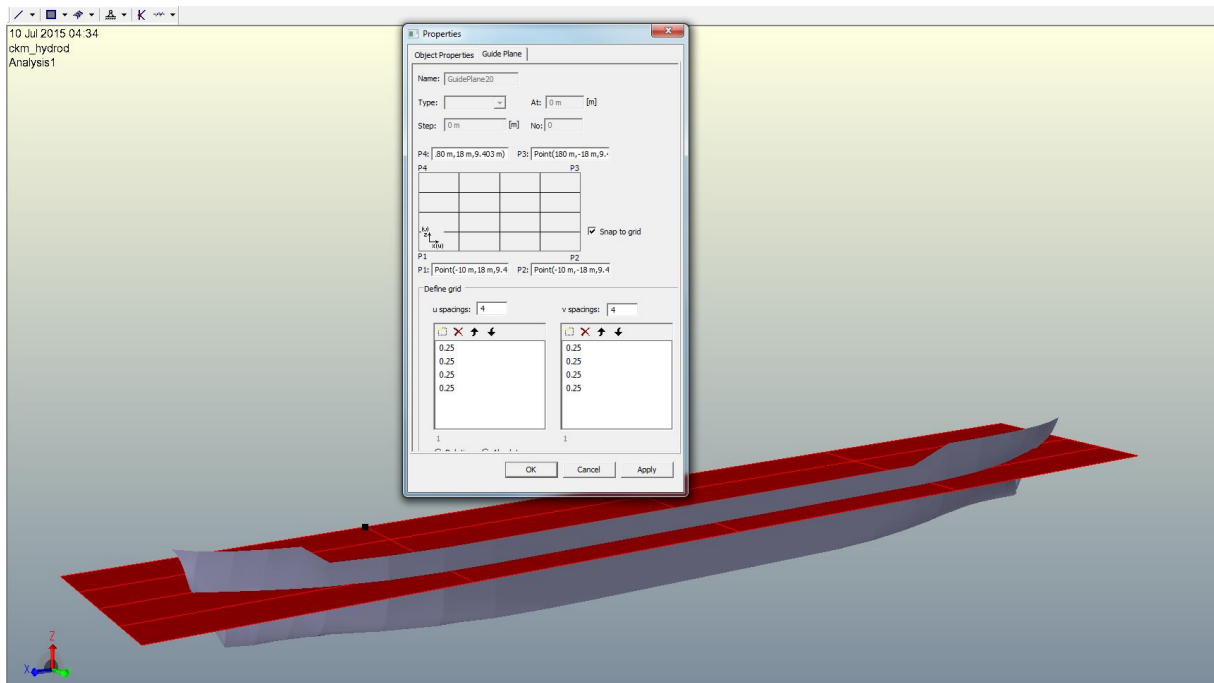 10 Jul 2015 04:34
ckm_hydrod
Analysis1
Properties
Object Properties Guide Plane
Name: GuidePlane20
Type: At: 0 m [m]
Step: 0 m [m] No: 0
P4: .80 m,18 m,9.403 m) P3: Point(180 m,-18 m,9.
P4 P3
Snap to grid
x(u)
P1 P2
P1: Point(-10 m,18 m,9.4 P2: Point(-10 m,-18 m,9.4
Define grid
u spacings: 4 v spacings: 4
0.25 0.25
0.25 0.25
0.25 0.25
0.25 0.25
1 1
OK Cancel Apply
Z
X